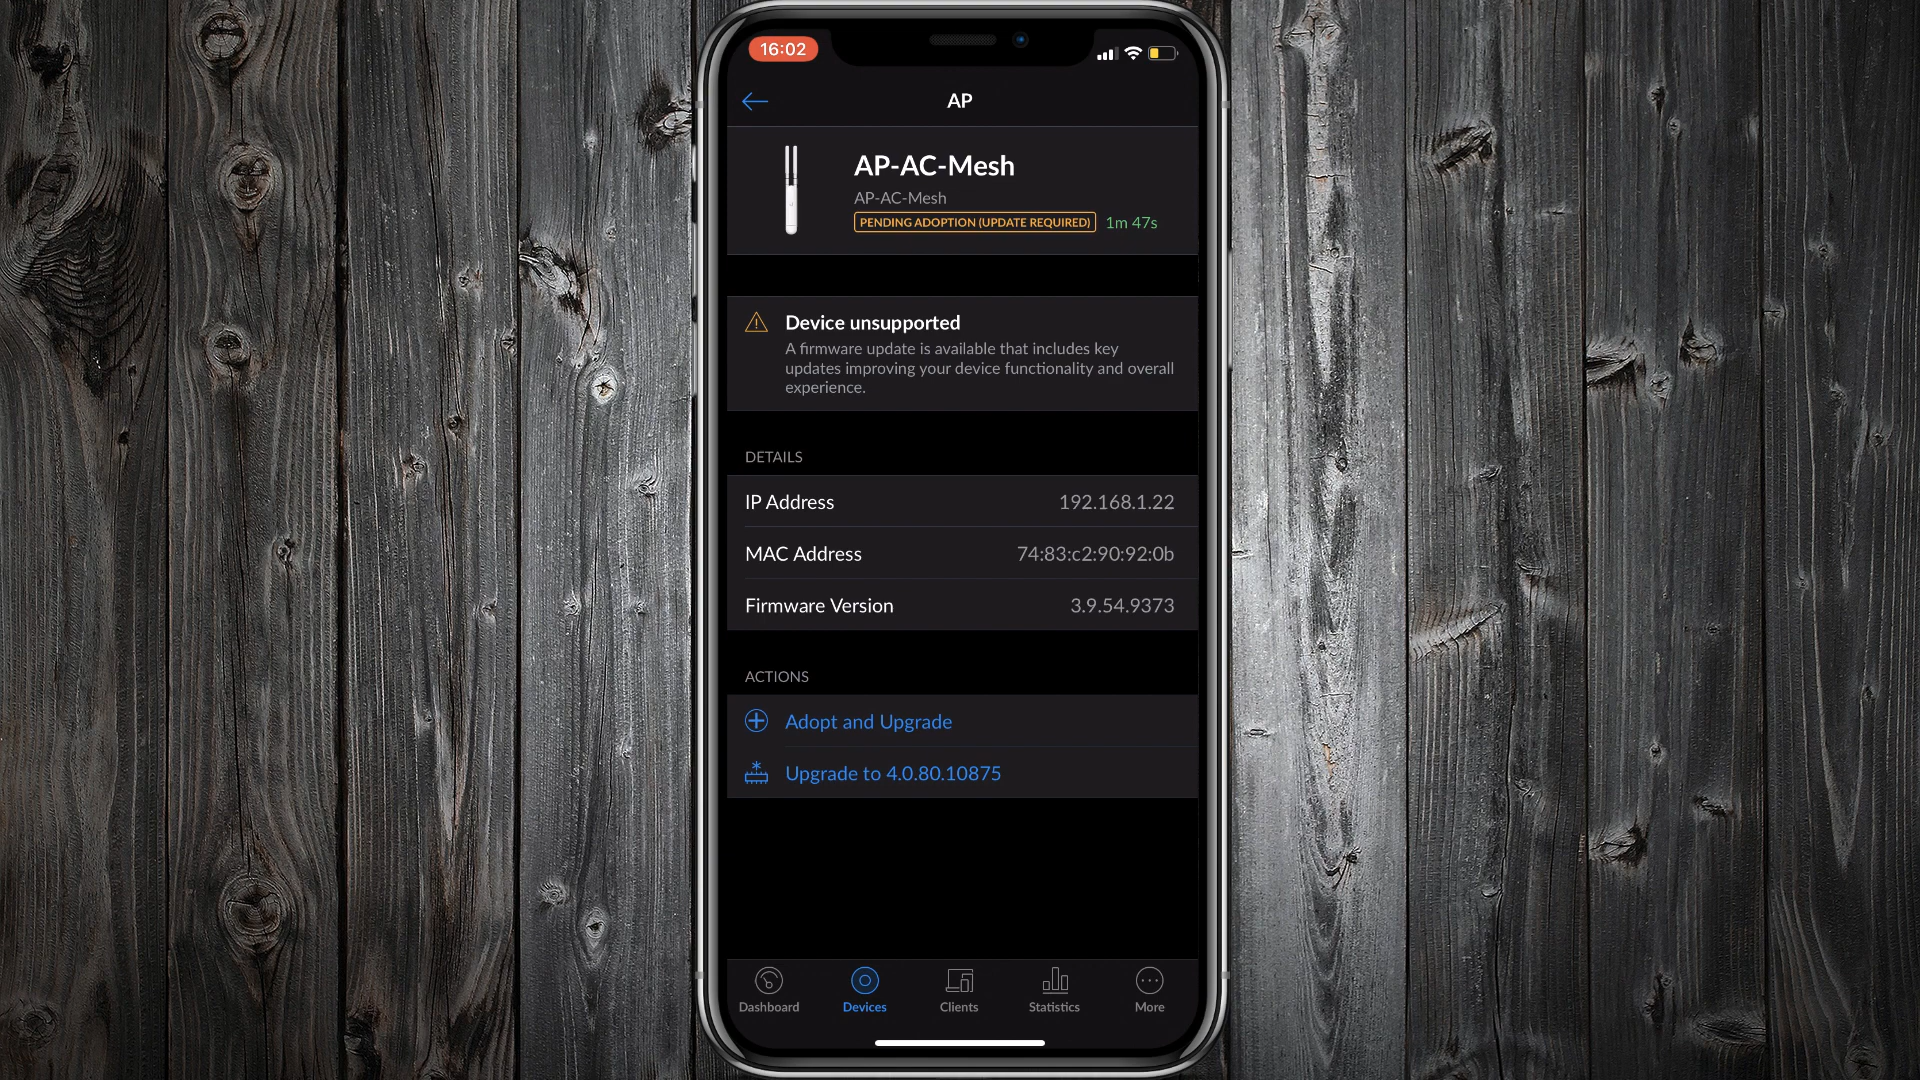 16:02
AP
AP-AC-Mesh
AP-AC-Mesh
PENDING ADOPTION (UPDATE REQUIRED) 1m 47s
Device unsupported
A firmware update is available that includes key
updates improving your device functionality and overall
experience.
DETAILS
IP Address 192.168.1.22
MAC Address 74:83:c2:90:92:0b
Firmware Version 3.9.54.9373
ACTIONS
Adopt and Upgrade
Upgrade to 4.0.80.10875
Dashboard Devices Clients Statistics More